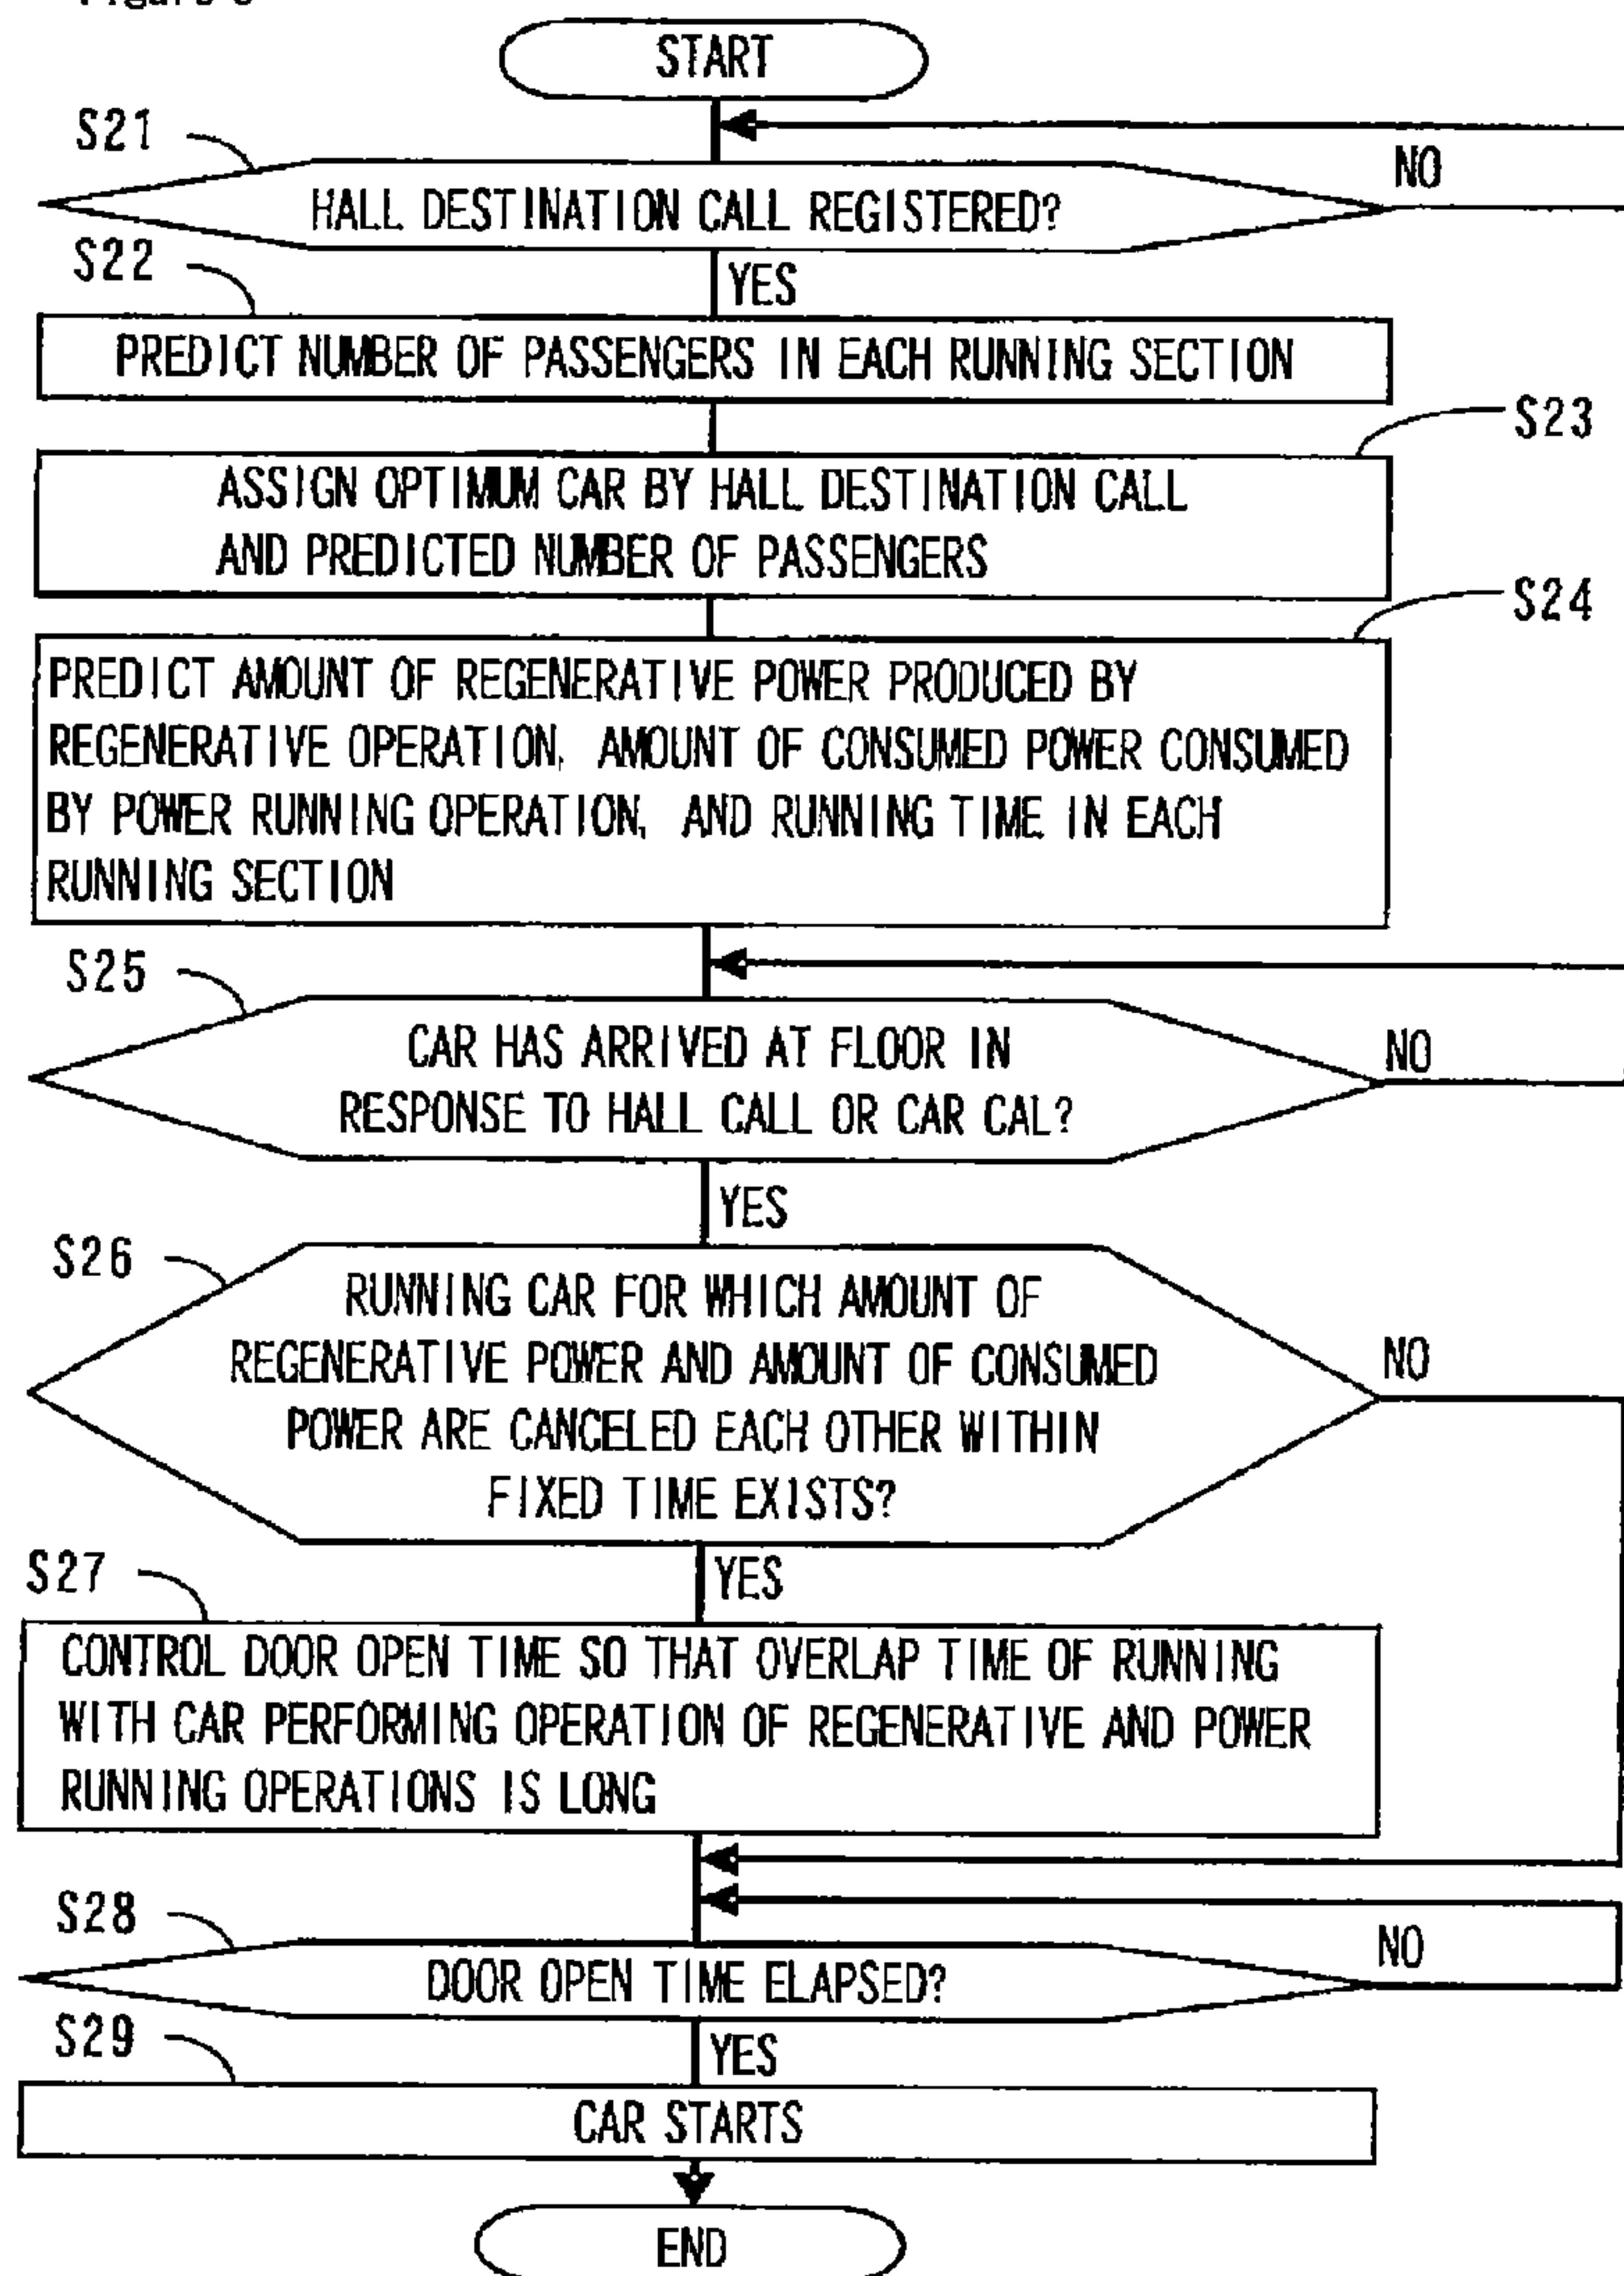 START
S21
NO
HALL DESTINATION CALL REGISTERED?
S22
YES
PREDICT NUMBER OF PASSENGERS IN EACH RUNNING SECTION
S23
ASSIGN OPTIMUM CAR BY HALL DESTINATION CALL
AND PREDICTED NUMBER OF PASSENGERS
S24
PREDICT AMOUNT OF REGENERATIVE POWER PRODUCED BY
REGENERATIVE OPERATION, AMOUNT OF CONSUMED POWER CONSUMED
BY POWER RUNNING OPERATION, AND RUNNING TIME IN EACH
RUNNING SECTION
S25
CAR HAS ARRIVED AT FLOOR IN
RESPONSE TO HALL CALL OR CAR CAL?
NO
YES
S26
RUNNING CAR FOR WHICH AMOUNT OF
REGENERATIVE POWER AND AMOUNT OF CONSUMED
POWER ARE CANCELED EACH OTHER WITHIN
FIXED TIME EXISTS?
NO
YES
S27
CONTROL DOOR OPEN TIME SO THAT OVERLAP TIME OF RUNNING
WITH CAR PERFORMING OPERATION OF REGENERATIVE AND POWER
RUNNING OPERATIONS IS LONG
S28
NO
DOOR OPEN TIME ELAPSED?
S29
YES
CAR STARTS
END